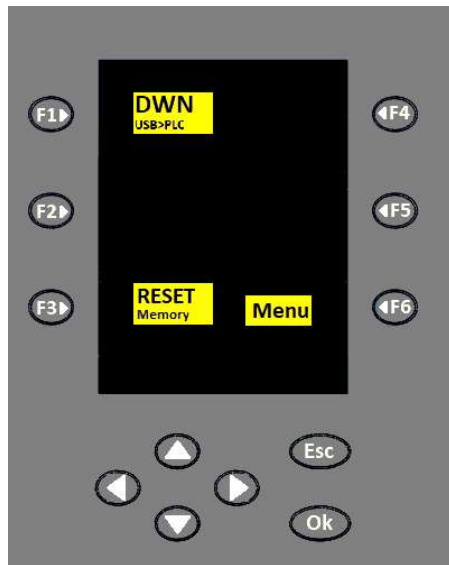 F1
DWN
USB>PLC
F4
F2
F5
F3
RESET
Memory
Menu
F6
Esc
Ok